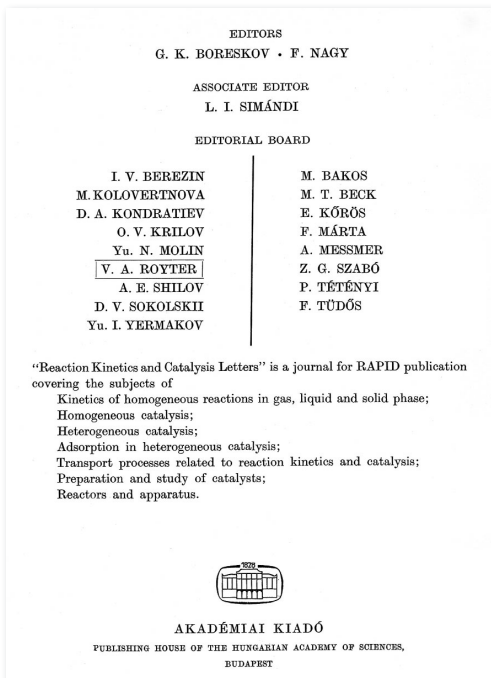 EDITORS
G. K. BORESKOV • F. NAGY
ASSOCIATE EDITOR
L. I. SIMÁNDI
EDITORIAL BOARD
I. V. BEREZIN
M. KOLOVERTNOVA
D. A. KONDRATIEV
O. V. KRILOV
Yu. N. MOLIN
V. A. ROYTER
A. E. SHILOV
D. V. SOKOLSKII
Yu. I. YERMAKOV
M. BAKOS
M. T. BECK
E. KŐRÖS
F. MÁRTA
A. MESSMER
Z. G. SZABÓ
P. TÉTÉNYI
F. TÜDŐS
“Reaction Kinetics and Catalysis Letters” is a journal for RAPID publication
covering the subjects of
Kinetics of homogeneous reactions in gas, liquid and solid phase;
Homogeneous catalysis;
Heterogeneous catalysis;
Adsorption in heterogeneous catalysis;
Transport processes related to reaction kinetics and catalysis;
Preparation and study of catalysts;
Reactors and apparatus.
1828
AKADÉMIAI KIADÓ
PUBLISHING HOUSE OF THE HUNGARIAN ACADEMY OF SCIENCES,
BUDAPEST